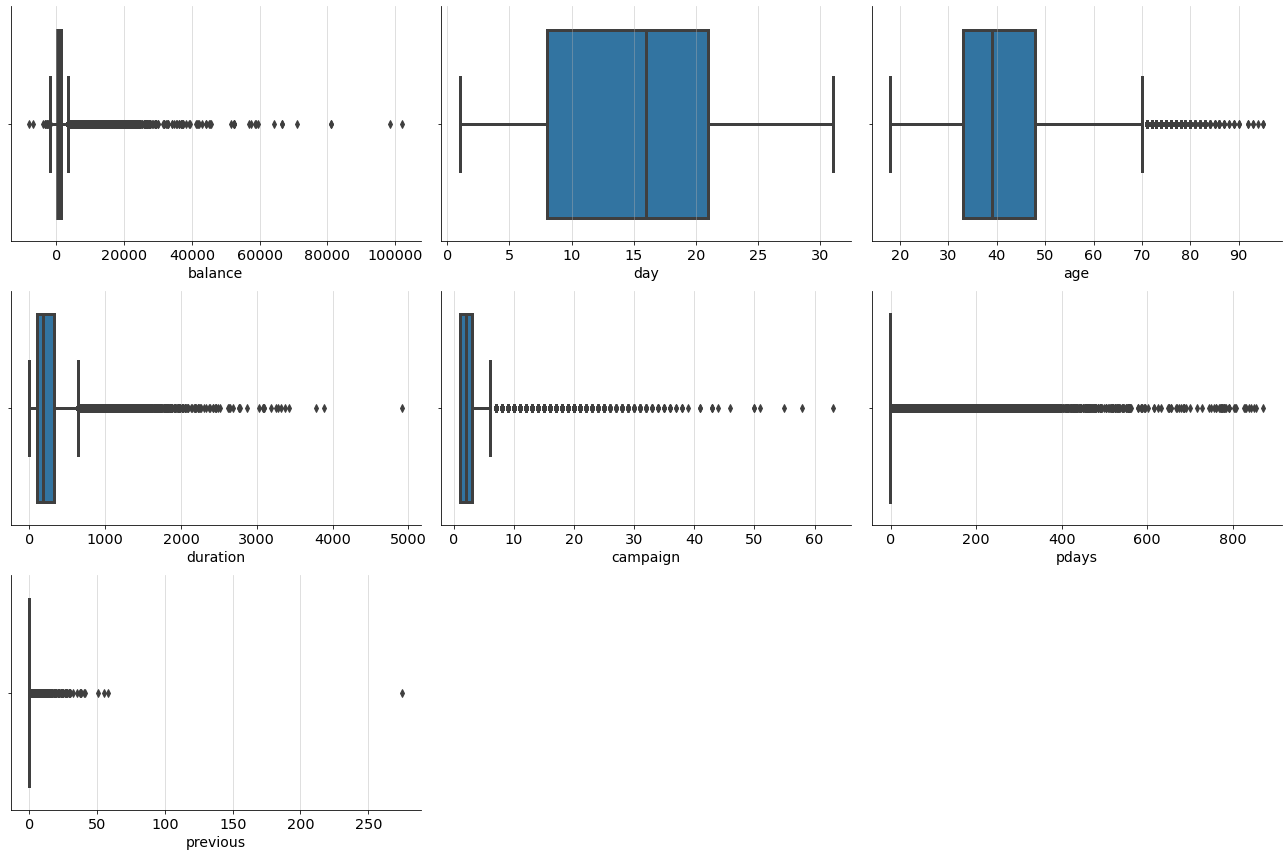 0 20000 40000 60000 80000 100000
balance
0 5 10 15 20 25 30
day
20 30 40 50 60 70 80 90
age
0 1000 2000 3000 4000 5000
duration
0 10 20 30 40 50 60
campaign
0 200 400 600 800
pdays
0 50 100 150 200 250
previous